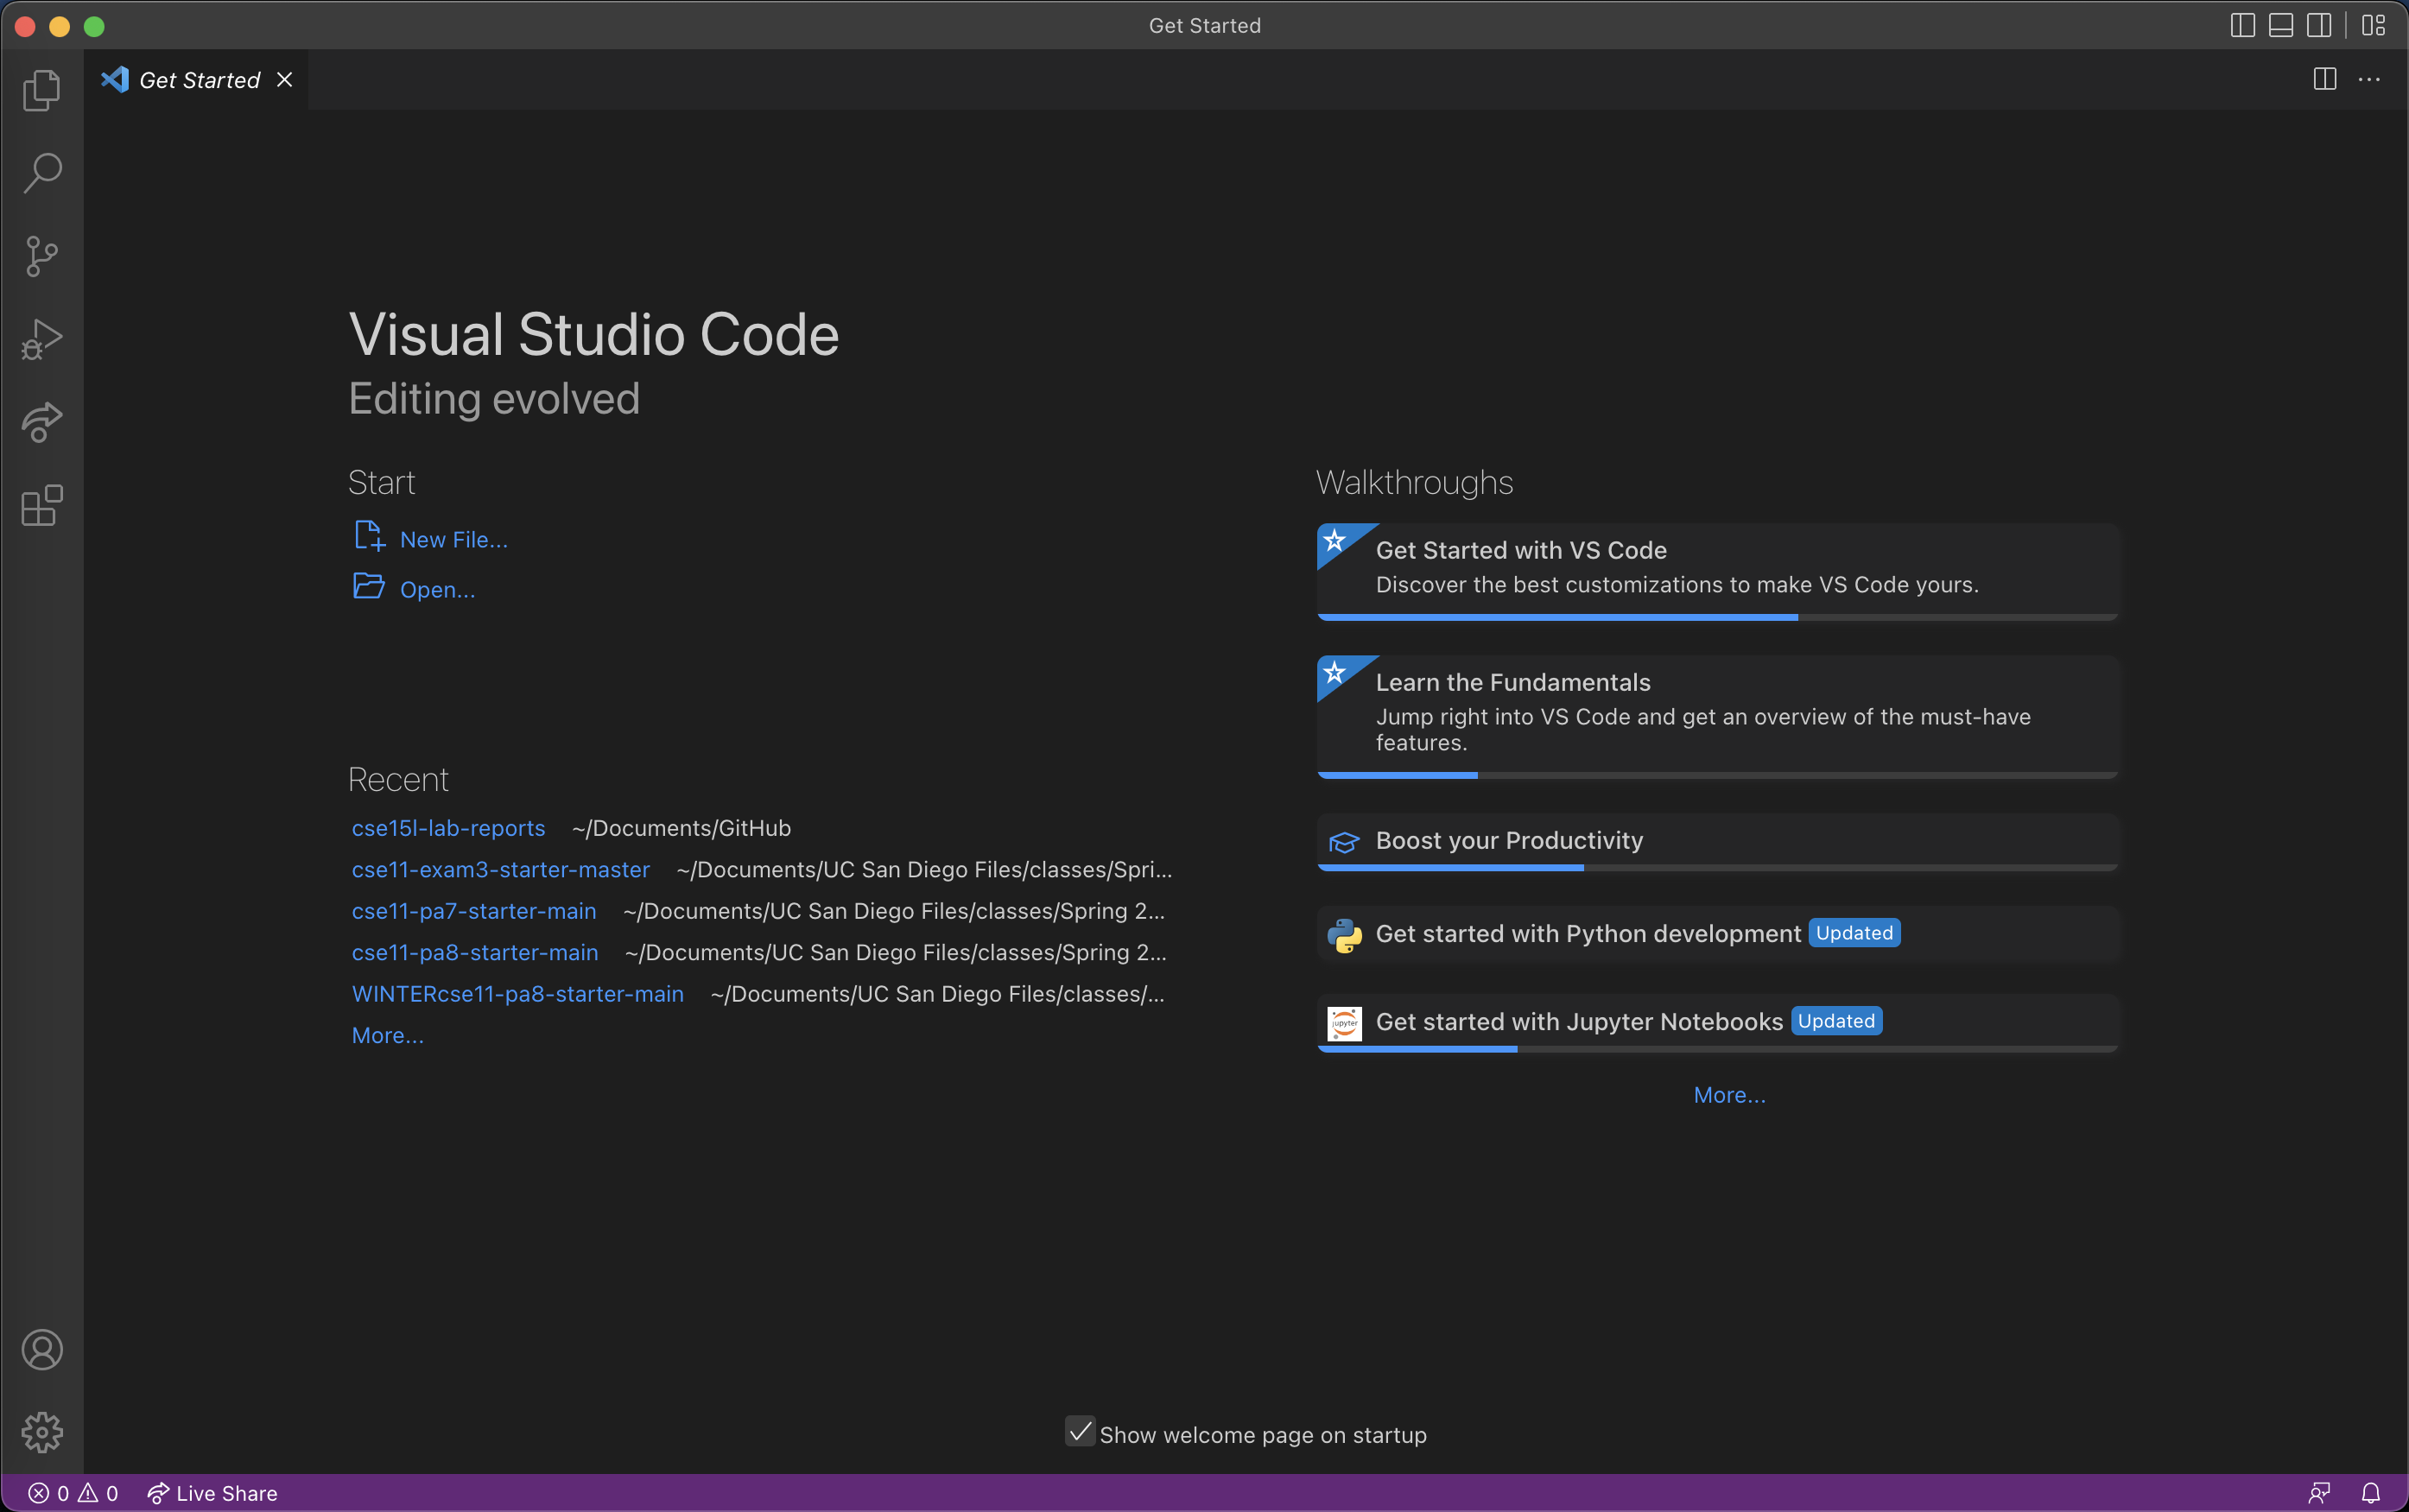 Get Started
Get Started
Visual Studio Code
Editing evolved
Start
New File...
Open...
Recent
cse15l-lab-reports ~/Documents/GitHub
cse11-exam3-starter-master ~/Documents/UC San Diego Files/classes/Spri...
cse11-pa7-starter-main ~/Documents/UC San Diego Files/classes/Spring 2...
cse11-pa8-starter-main ~/Documents/UC San Diego Files/classes/Spring 2...
WINTERcse11-pa8-starter-main ~/Documents/UC San Diego Files/classes/...
More...
Walkthroughs
Get Started with VS Code
Discover the best customizations to make VS Code yours.
Learn the Fundamentals
Jump right into VS Code and get an overview of the must-have
features.
Boost your Productivity
Get started with Python development Updated
jupyter
Get started with Jupyter Notebooks Updated
More...
Show welcome page on startup
0 0 Live Share